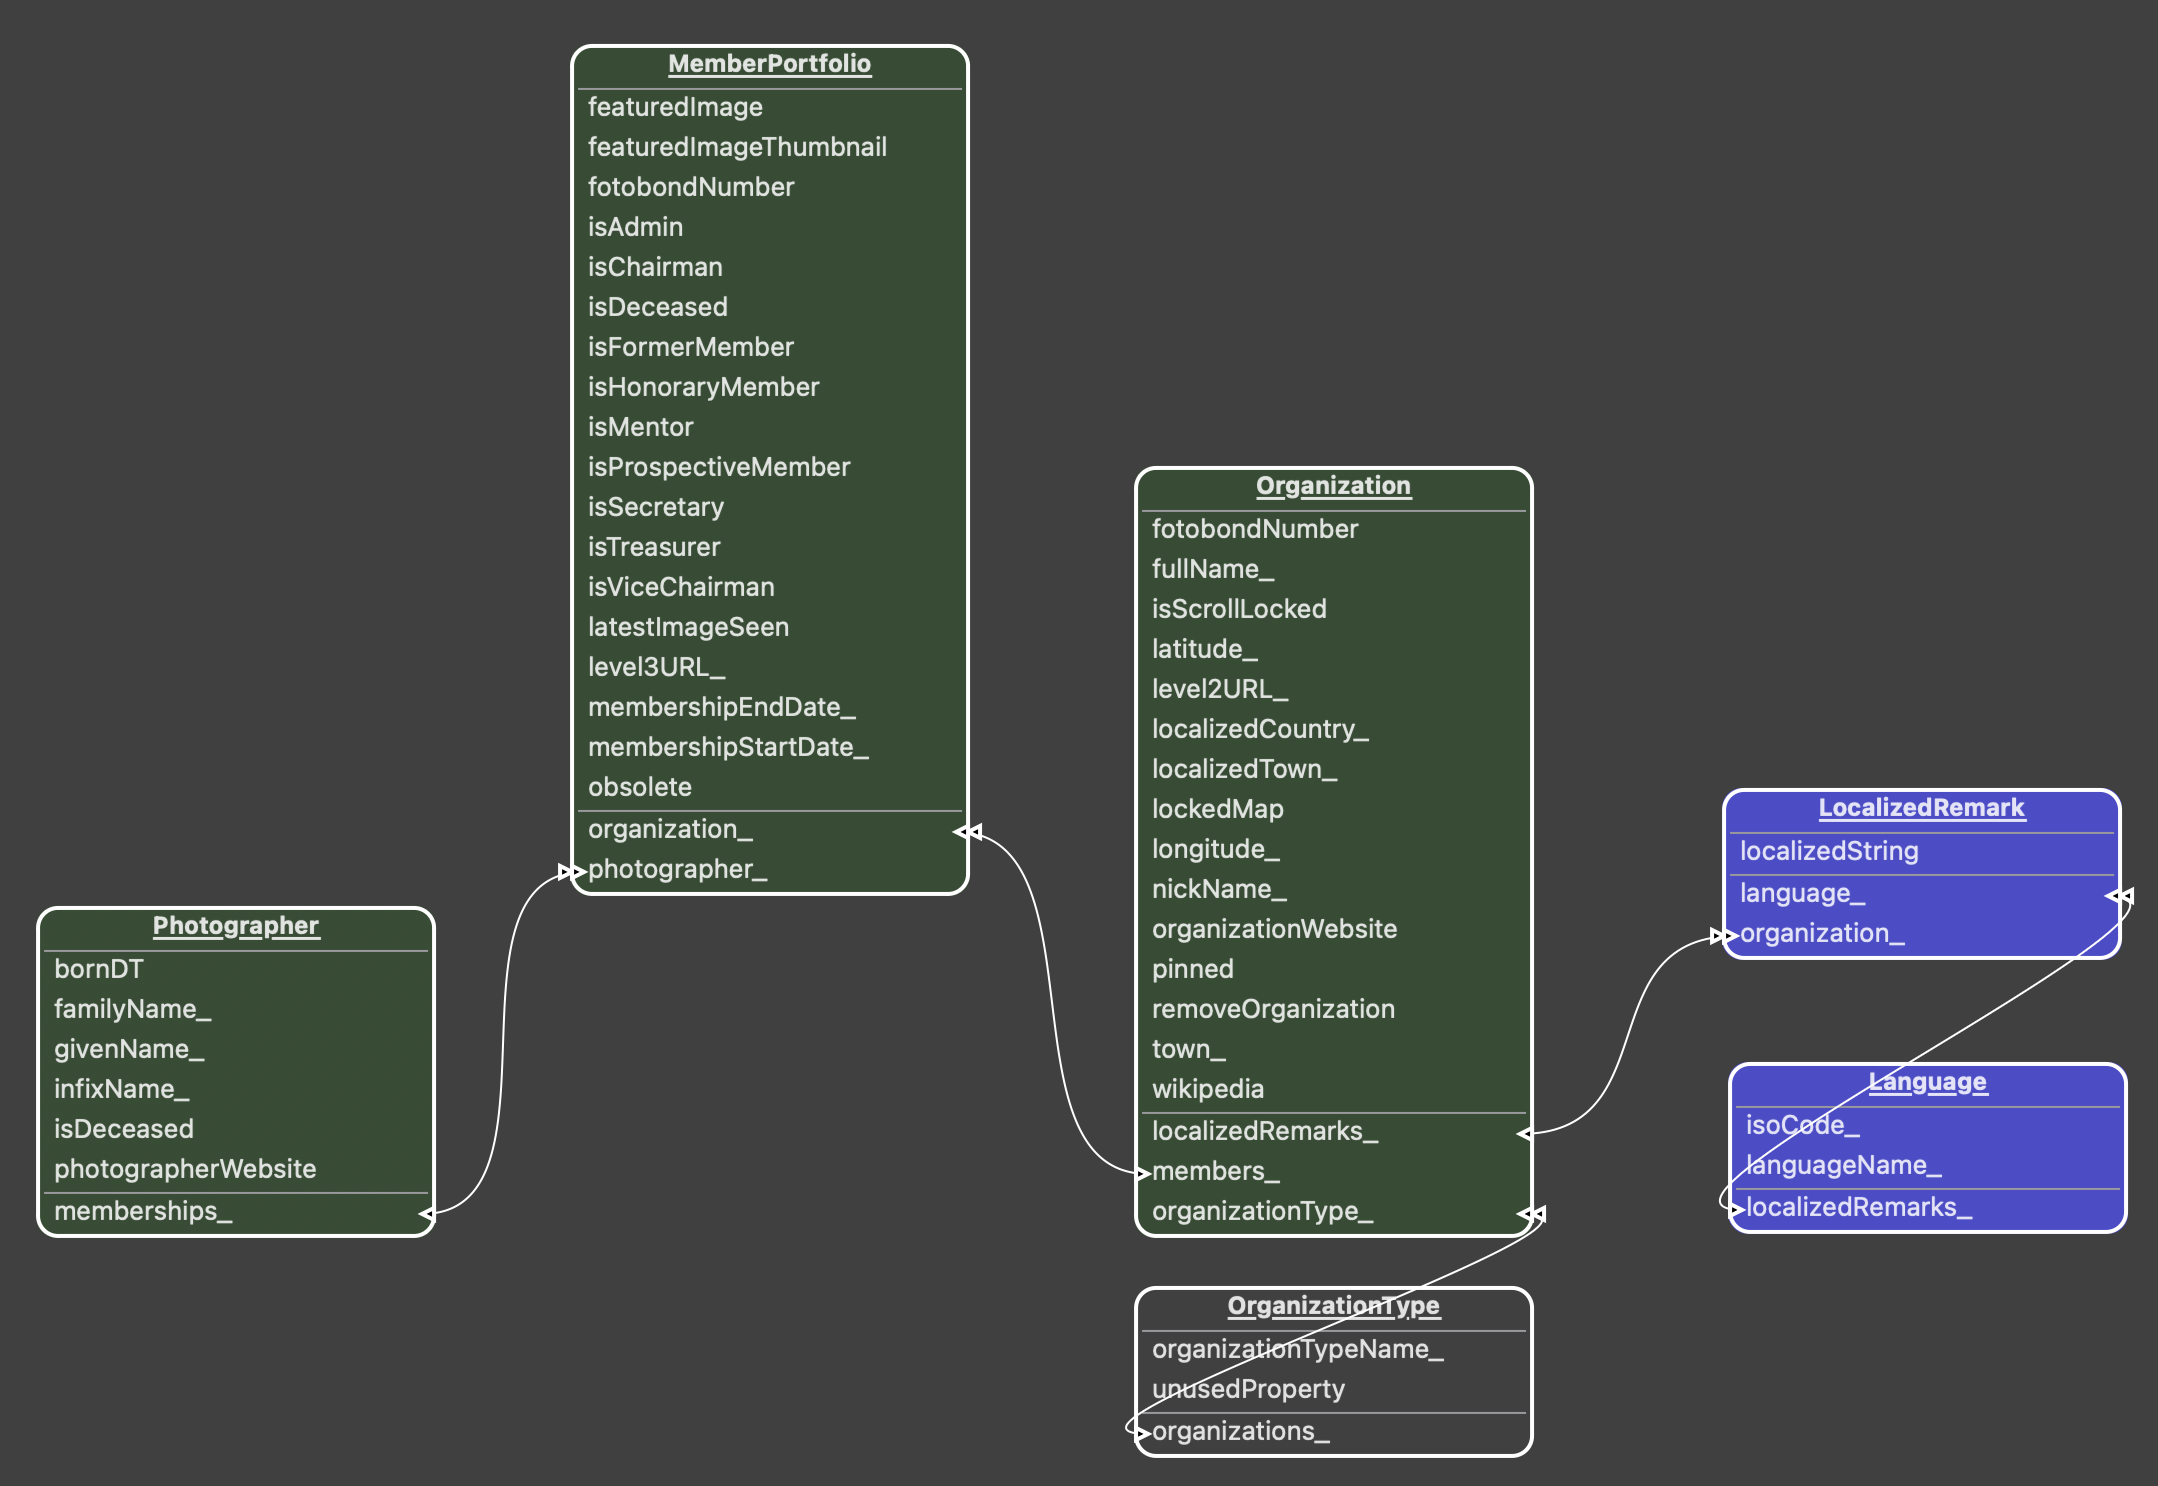 MemberPortfolio
featuredImage
featuredImageThumbnail
fotobondNumber
isAdmin
isChairman
isDeceased
isFormerMember
isHonoraryMember
isMentor
isProspectiveMember
isSecretary
isTreasurer
isViceChairman
latestImageSeen
level3URL_
membershipEndDate_
membershipStartDate_
obsolete
organization_
photographer_
Photographer
bornDT
familyName_
givenName_
infixName_
isDeceased
photographerWebsite
memberships_
Organization
fotobondNumber
fullName_
isScrollLocked
latitude_
level2URL_
localizedCountry_
localizedTown_
lockedMap
longitude_
nickName_
organizationWebsite
pinned
removeOrganization
town_
wikipedia
localizedRemarks_
members_
organizationType_
OrganizationType
organizationTypeName_
unusedProperty
organizations_
LocalizedRemark
localizedString
language_
organization_
Language
isoCode_
languageName_
localizedRemarks_